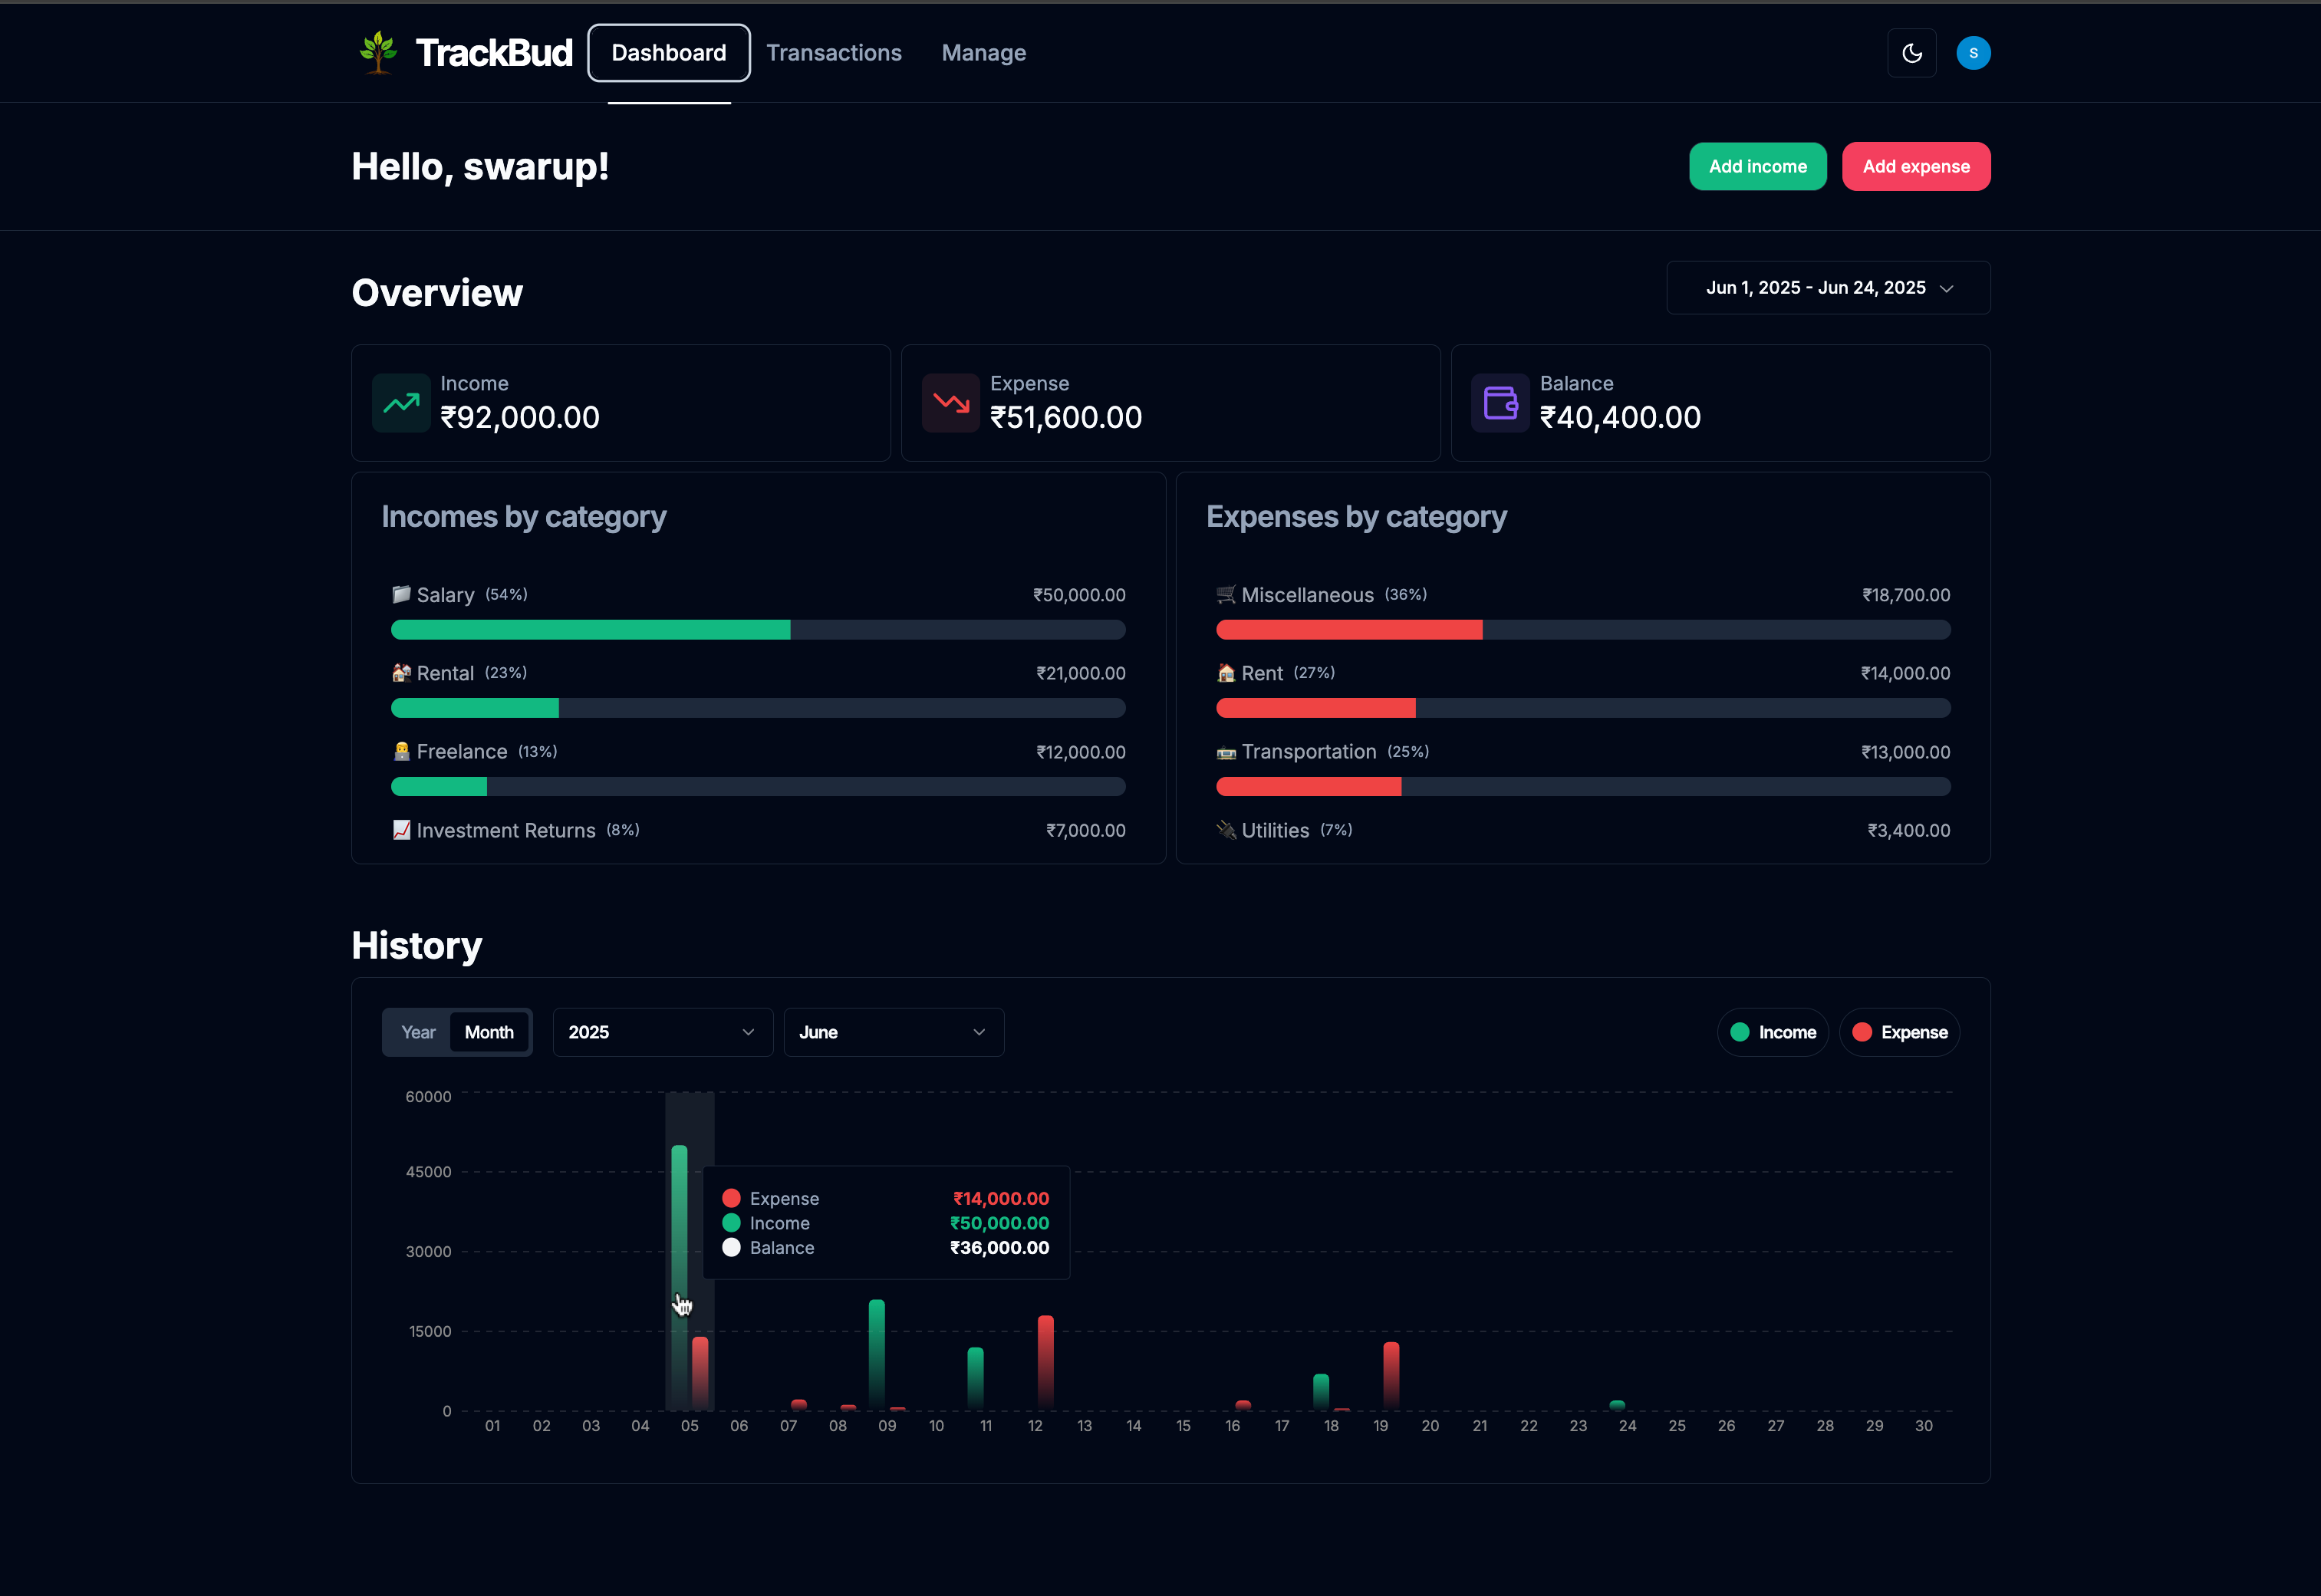 TrackBud Dashboard Transactions Manage S
Hello, swarup! Add income Add expense
Overview Jun 1, 2025 - Jun 24, 2025
Income
₹92,000.00
Expense
₹51,600.00
Balance
₹40,400.00
Incomes by category
Salary (54%) ₹50,000.00
Rental (23%) ₹21,000.00
Freelance (13%) ₹12,000.00
Investment Returns (8%) ₹7,000.00
Expenses by category
Miscellaneous (36%) ₹18,700.00
Rent (27%) ₹14,000.00
Transportation (25%) ₹13,000.00
Utilities (7%) ₹3,400.00
History
Year Month 2025 June Income Expense
60000
45000
30000
15000
0
Expense ₹14,000.00
Income ₹50,000.00
Balance ₹36,000.00
01 02 03 04 05 06 07 08 09 10 11 12 13 14 15 16 17 18 19 20 21 22 23 24 25 26 27 28 29 30